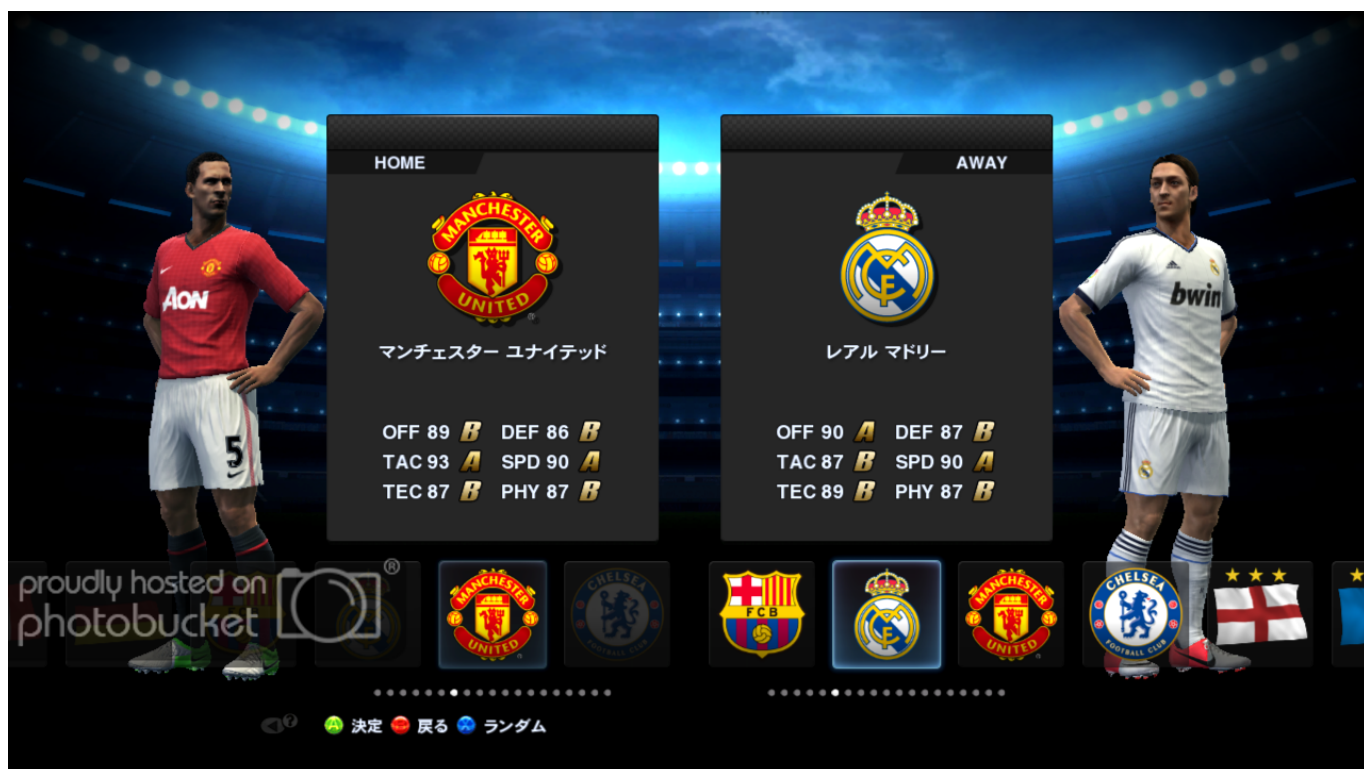 HOME
AWAY
MANCHESTER
UNITED
®
マンチェスター ユナイテッド
レアル マドリー
AON
bwin
5
OFF 89 B DEF 86 B
TAC 93 A SPD 90 A
TEC 87 B PHY 87 B
OFF 90 A DEF 87 B
TAC 87 B SPD 90 A
TEC 89 B PHY 87 B
proudly hosted on
photobucket ®
MANCHESTER
UNITED
CHELSEA
FOOTBALL CLUB
FCB
MANCHESTER
UNITED
CHELSEA
FOOTBALL CLUB
? A 決定 戻る ランダム